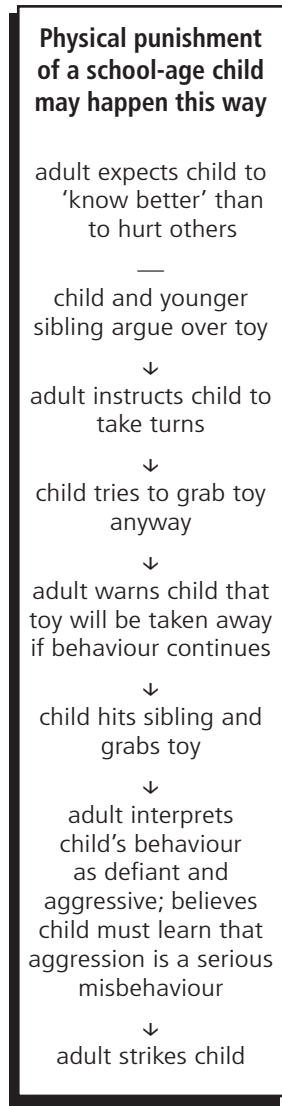 Physical punishment
of a school-age child
may happen this way
adult expects child to
‘know better’ than
to hurt others
—
child and younger
sibling argue over toy
↓
adult instructs child to
take turns
↓
child tries to grab toy
anyway
↓
adult warns child that
toy will be taken away
if behaviour continues
↓
child hits sibling and
grabs toy
↓
adult interprets
child’s behaviour
as defiant and
aggressive; believes
child must learn that
aggression is a serious
misbehaviour
↓
adult strikes child